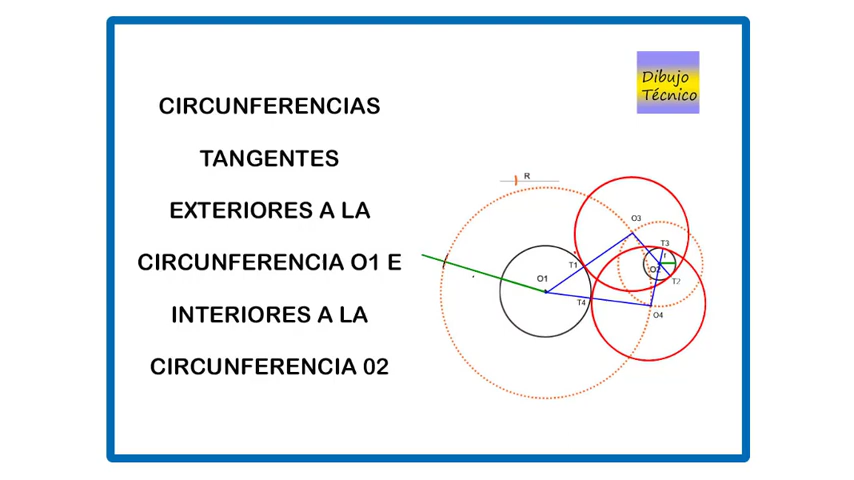 Dibujo
Técnico
CIRCUNFERENCIAS
TANGENTES
EXTERIORES A LA
CIRCUNFERENCIA O1 E
INTERIORES A LA
CIRCUNFERENCIA 02
R
O3
T3
r
T1
O2
O1
T2
T4
O4